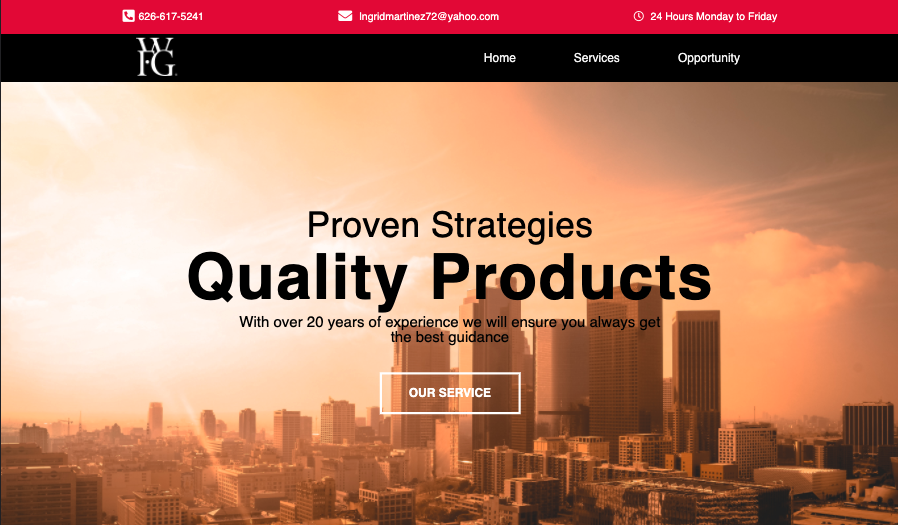 626-617-5241 Ingridmartinez72@yahoo.com 24 Hours Monday to Friday
WFG Home Services Opportunity
Proven Strategies
Quality Products
With over 20 years of experience we will ensure you always get
the best guidance
OUR SERVICE